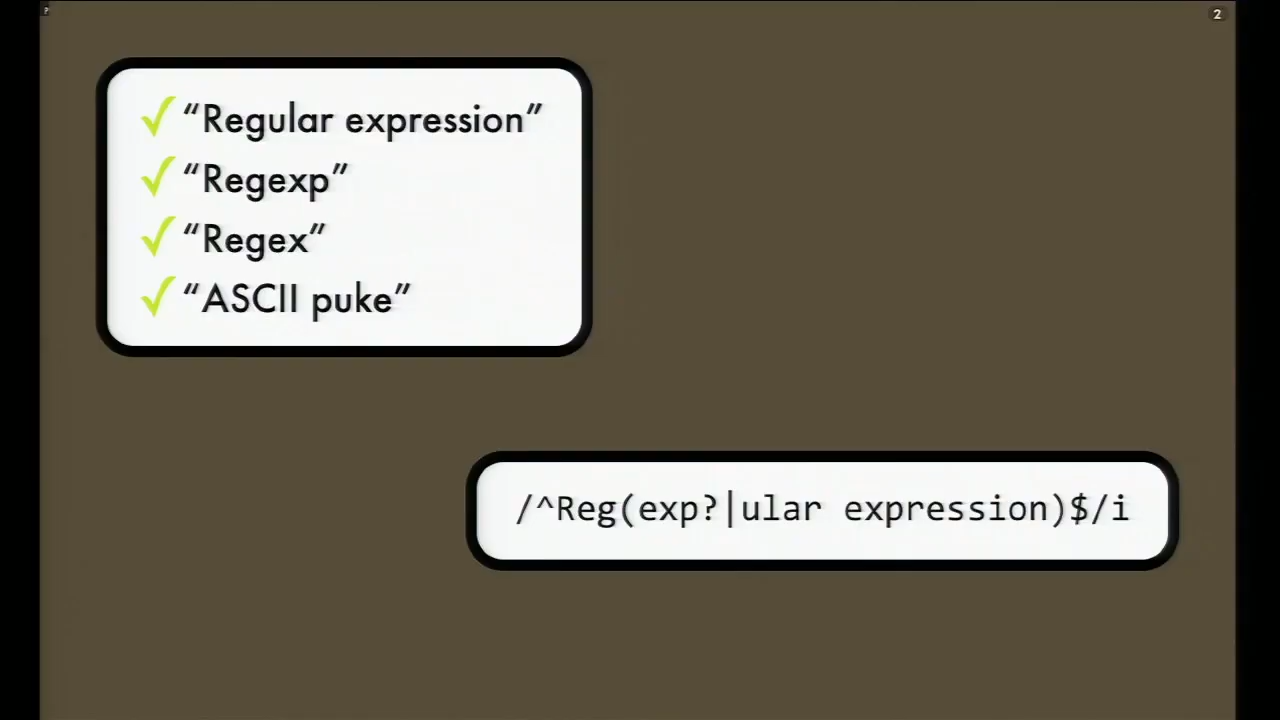 ?
2
✓ “Regular expression”
✓ “Regexp”
✓ “Regex”
✓ “ASCII puke”
/^Reg(exp?|ular expression)$/i